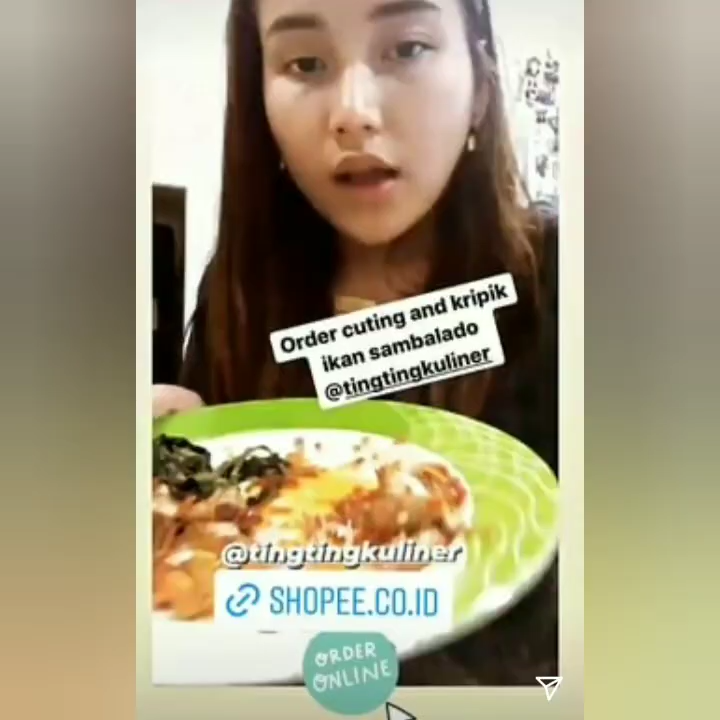 Order cuting and kripik
ikan sambalado
@tingtingkuliner
@tingtingkuliner
SHOPEE.CO.ID
ORDER
ONLINE